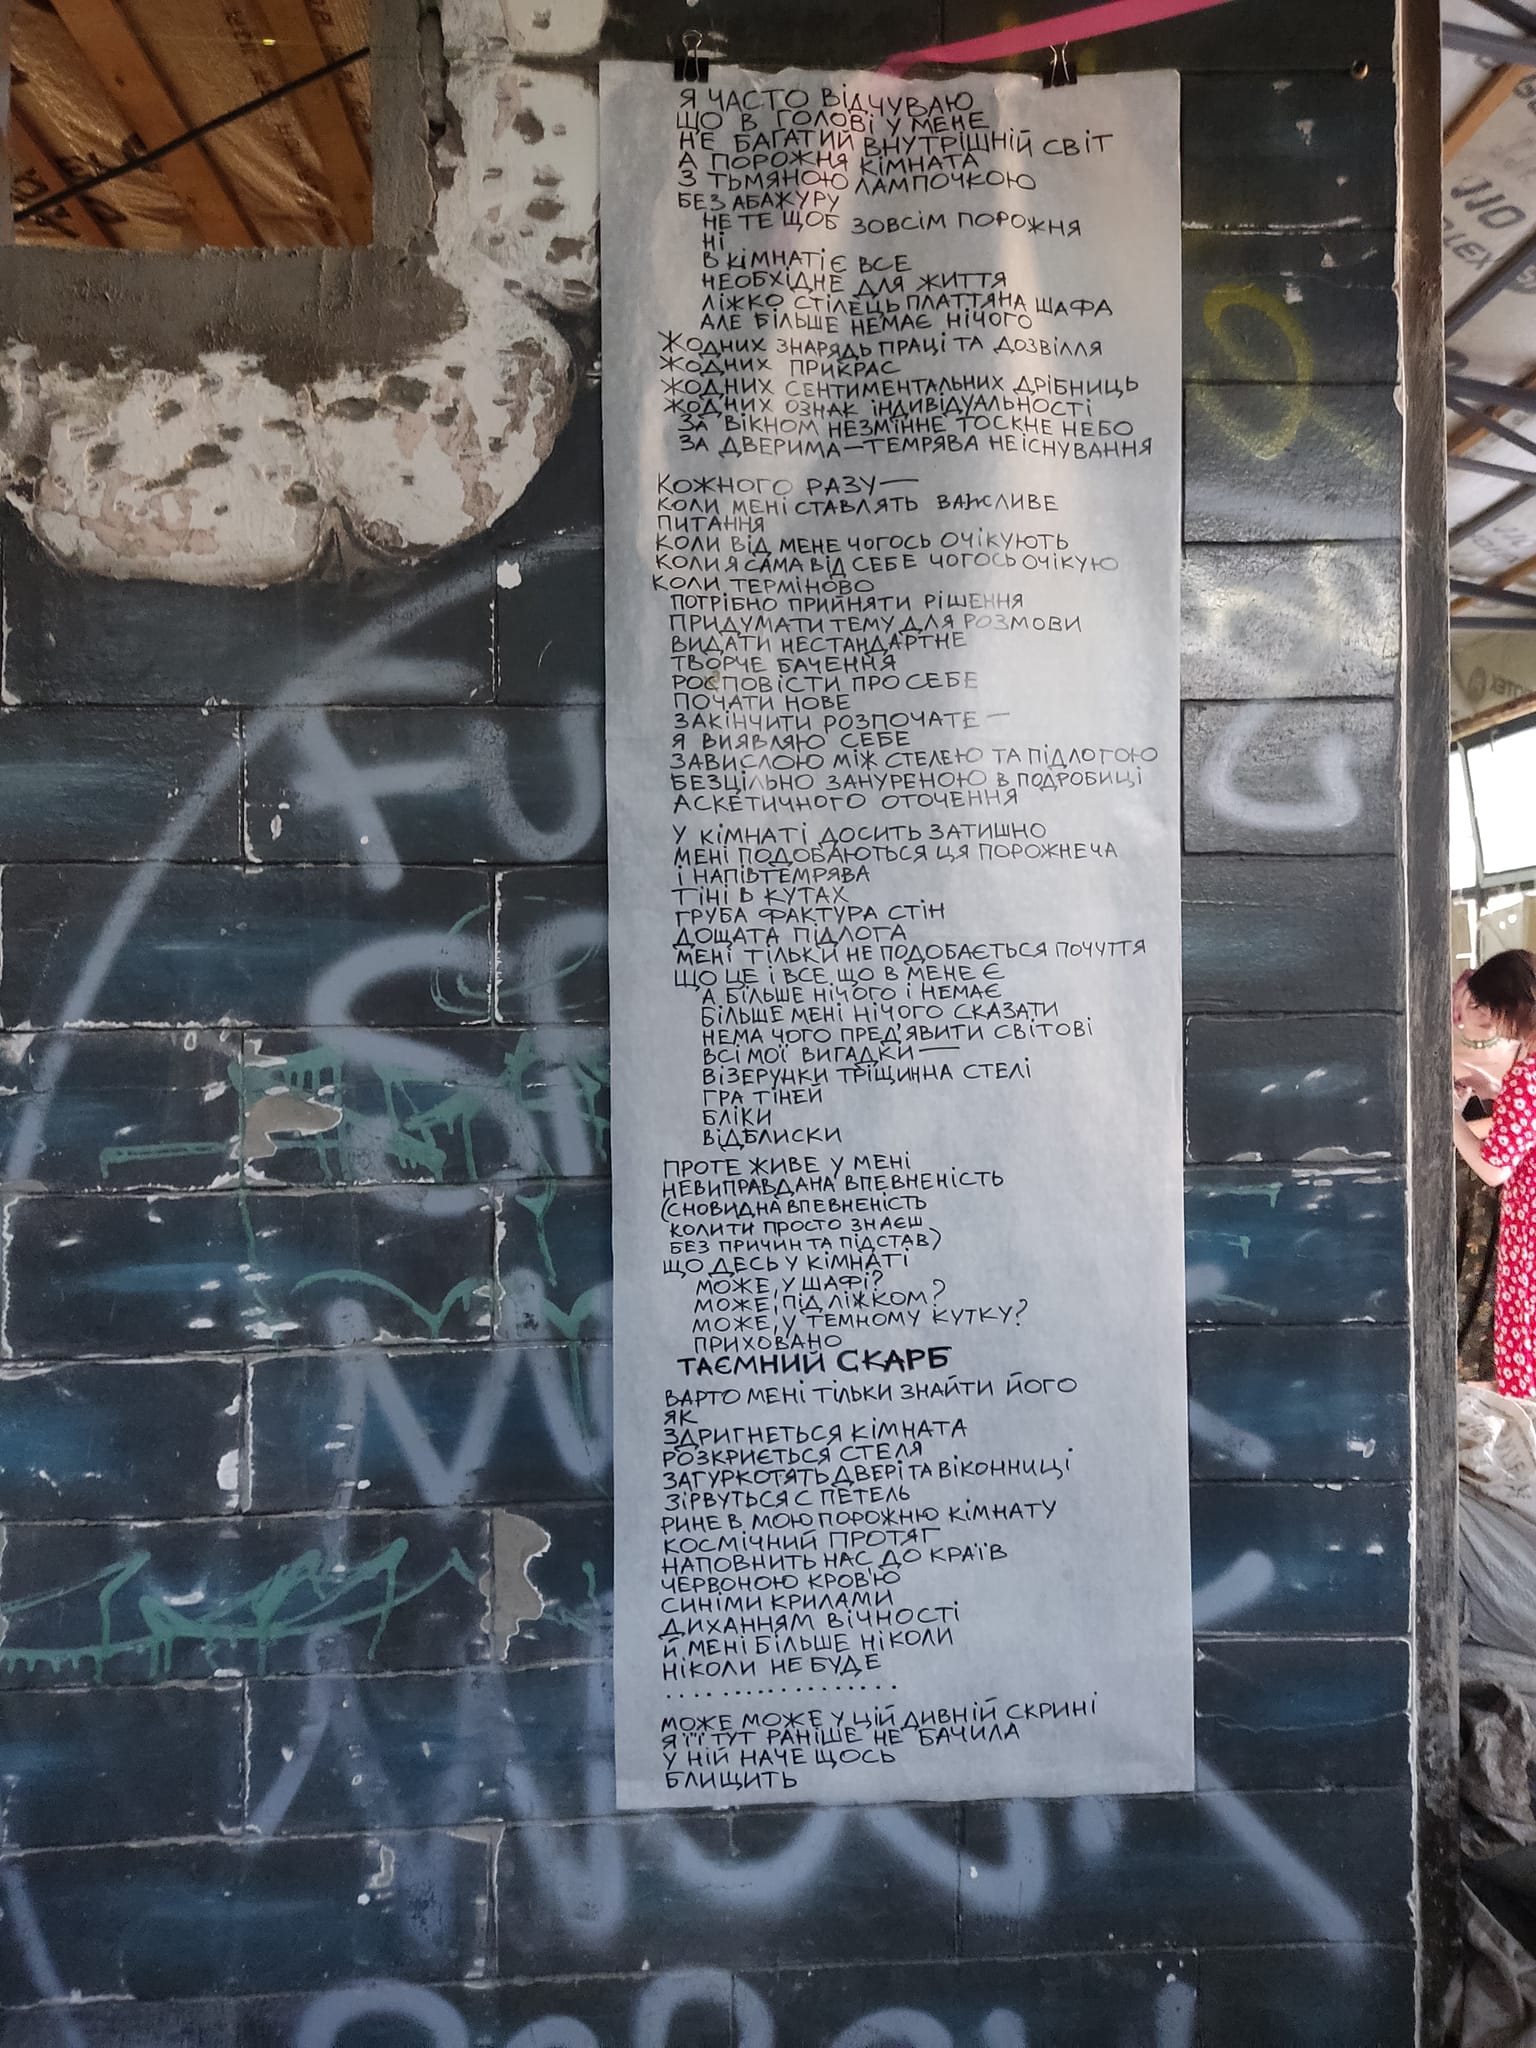 Я ЧАСТО ВІДЧУВАЮ
ЩО В ГОЛОВІ У МЕНЕ
НЕ БАГАТИЙ ВНУТРІШНІЙ СВІТ
А ПОРОЖНЯ КІМНАТА
З ТЬМЯНОЮ ЛАМПОЧКОЮ
БЕЗ АБАЖУРУ
НЕ ТЕ ЩОБ ЗОВСІМ ПОРОЖНЯ
НІ
В КІМНАТІ Є ВСЕ
НЕОБХІДНЕ ДЛЯ ЖИТТЯ
ЛІЖКО СТІЛЕЦЬ ПЛАТТЯНА ШАФА
АЛЕ БІЛЬШЕ НЕМАЄ НІЧОГО
ЖОДНИХ ЗНАРЯДЬ ПРАЦІ ТА ДОЗВІЛЛЯ
ЖОДНИХ ПРИКРАС
ЖОДНИХ СЕНТИМЕНТАЛЬНИХ ДРІБНИЦЬ
ЖОДНИХ ОЗНАК ІНДИВІДУАЛЬНОСТІ
ЗА ВІКНОМ НЕЗМІННЕ ТОСКНЕ НЕБО
ЗА ДВЕРИМА — ТЕМРЯВА НЕІСНУВАННЯ
КОЖНОГО РАЗУ —
КОЛИ МЕНІ СТАВЛЯТЬ ВАЖЛИВЕ
ПИТАННЯ
КОЛИ ВІД МЕНЕ ЧОГОСЬ ОЧІКУЮТЬ
КОЛИ Я САМА ВІД СЕБЕ ЧОГОСЬ ОЧІКУЮ
КОЛИ ТЕРМІНОВО
ПОТРІБНО ПРИЙНЯТИ РІШЕННЯ
ПРИДУМАТИ ТЕМУ ДЛЯ РОЗМОВИ
ВИДАТИ НЕСТАНДАРТНЕ
ТВОРЧЕ БАЧЕННЯ
РОСПОВІСТИ ПРО СЕБЕ
ПОЧАТИ НОВЕ
ЗАКІНЧИТИ РОЗПОЧАТЕ —
Я ВИЯВЛЯЮ СЕБЕ
ЗАВИСЛОЮ МІЖ СТЕЛЕЮ ТА ПІДЛОГОЮ
БЕЗЦІЛЬНО ЗАНУРЕНОЮ В ПОДРОБИЦІ
АСКЕТИЧНОГО ОТОЧЕННЯ
У КІМНАТІ ДОСИТЬ ЗАТИШНО
МЕНІ ПОДОБАЮТЬСЯ ЦЯ ПОРОЖНЕЧА
І НАПІВТЕМРЯВА
ТІНІ В КУТАХ
ГРУБА ФАКТУРА СТІН
ДОЩАТА ПІДЛОГА
МЕНІ ТІЛЬКИ НЕ ПОДОБАЄТЬСЯ ПОЧУТТЯ
ЩО ЦЕ І ВСЕ, ЩО В МЕНЕ Є
А БІЛЬШЕ НІЧОГО І НЕМАЄ
БІЛЬШЕ МЕНІ НІЧОГО СКАЗАТИ
НЕМА ЧОГО ПРЕД'ЯВИТИ СВІТОВІ
ВСІ МОЇ ВИГАДКИ —
ВІЗЕРУНКИ ТРІЩИН НА СТЕЛІ
ГРА ТІНЕЙ
БЛІКИ
ВІДБЛИСКИ
ПРОТЕ ЖИВЕ У МЕНІ
НЕВИПРАВДАНА ВПЕВНЕНІСТЬ
(СНОВИДНА ВПЕВНЕНІСТЬ
КОЛИ ТИ ПРОСТО ЗНАЄШ
БЕЗ ПРИЧИН ТА ПІДСТАВ)
ЩО ДЕСЬ У КІМНАТІ
МОЖЕ, У ШАФІ?
МОЖЕ, ПІД ЛІЖКОМ?
МОЖЕ, У ТЕМНОМУ КУТКУ?
ПРИХОВАНО
ТАЄМНИЙ СКАРБ
ВАРТО МЕНІ ТІЛЬКИ ЗНАЙТИ ЙОГО
ЯК
ЗДРИГНЕТЬСЯ КІМНАТА
РОЗКРИЄТЬСЯ СТЕЛЯ
ЗАГУРКОТЯТЬ ДВЕРІ ТА ВІКОННИЦІ
ЗІРВУТЬСЯ С ПЕТЕЛЬ
РИНЕ В МОЮ ПОРОЖНЮ КІМНАТУ
КОСМІЧНИЙ ПРОТЯГ
НАПОВНИТЬ НАС ДО КРАЇВ
ЧЕРВОНОЮ КРОВ'Ю
СИНІМИ КРИЛАМИ
ДИХАННЯМ ВІЧНОСТІ
Й МЕНІ БІЛЬШЕ НІКОЛИ
НІКОЛИ НЕ БУДЕ
..................
МОЖЕ МОЖЕ У ЦІЙ ДИВНІЙ СКРИНІ
Я ЇЇ ТУТ РАНІШЕ НЕ БАЧИЛА
У НІЙ НАЧЕ ЩОСЬ
БЛИЩИТЬ